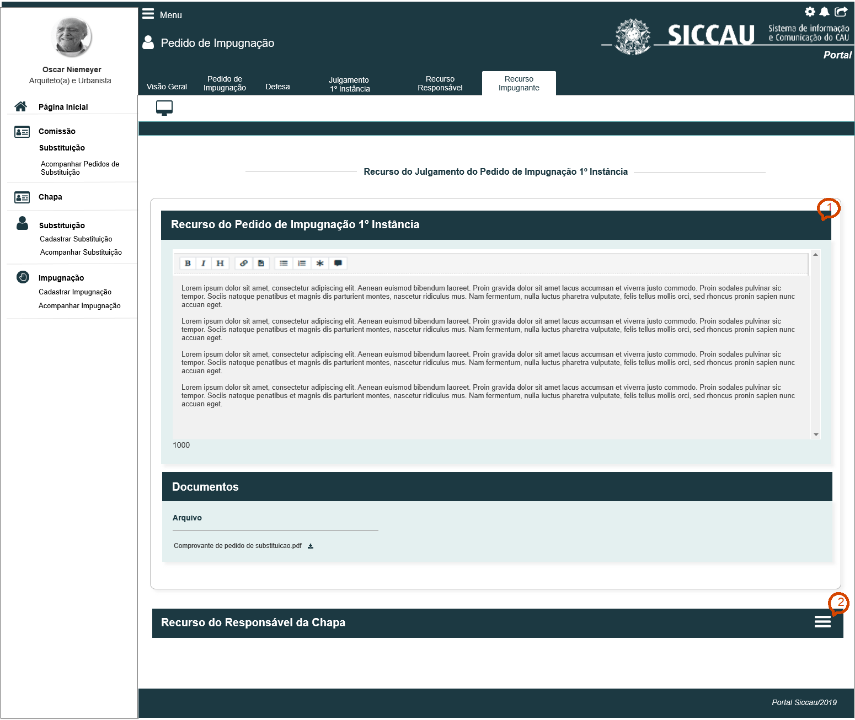 Menu
Pedido de Impugnação
SICCAU
Sistema de informação
e Comunicação do CAU
Portal
Oscar Niemeyer
Arquiteto(a) e Urbanista
Visão Geral
Pedido de
Impugnação
Defesa
Julgamento
1º Instância
Recurso
Responsável
Recurso
Impugnante
Página Inicial
Comissão
Substituição
Acompanhar Pedidos de
Substituição
Chapa
Substituição
Cadastrar Substituição
Acompanhar Substituição
Impugnação
Cadastrar Impugnação
Acompanhar Impugnação
Recurso do Julgamento do Pedido de Impugnação 1º Instância
1
Recurso do Pedido de Impugnação 1º Instância
B I H
Lorem ipsum dolor sit amet, consectetur adipiscing elit. Aenean euismod bibendum laoreet. Proin gravida dolor sit amet lacus accumsan et viverra justo commodo. Proin sodales pulvinar sic
tempor. Sociis natoque penatibus et magnis dis parturient montes, nascetur ridiculus mus. Nam fermentum, nulla luctus pharetra vulputate, felis tellus mollis orci, sed rhoncus pronin sapien nunc
accuan eget.
Lorem ipsum dolor sit amet, consectetur adipiscing elit. Aenean euismod bibendum laoreet. Proin gravida dolor sit amet lacus accumsan et viverra justo commodo. Proin sodales pulvinar sic
tempor. Sociis natoque penatibus et magnis dis parturient montes, nascetur ridiculus mus. Nam fermentum, nulla luctus pharetra vulputate, felis tellus mollis orci, sed rhoncus pronin sapien nunc
accuan eget.
Lorem ipsum dolor sit amet, consectetur adipiscing elit. Aenean euismod bibendum laoreet. Proin gravida dolor sit amet lacus accumsan et viverra justo commodo. Proin sodales pulvinar sic
tempor. Sociis natoque penatibus et magnis dis parturient montes, nascetur ridiculus mus. Nam fermentum, nulla luctus pharetra vulputate, felis tellus mollis orci, sed rhoncus pronin sapien nunc
accuan eget.
Lorem ipsum dolor sit amet, consectetur adipiscing elit. Aenean euismod bibendum laoreet. Proin gravida dolor sit amet lacus accumsan et viverra justo commodo. Proin sodales pulvinar sic
tempor. Sociis natoque penatibus et magnis dis parturient montes, nascetur ridiculus mus. Nam fermentum, nulla luctus pharetra vulputate, felis tellus mollis orci, sed rhoncus pronin sapien nunc
accuan eget.
1000
Documentos
Arquivo
Comprovante de pedido de substituicao.pdf
2
Recurso do Responsável da Chapa
Portal Siccau/2019